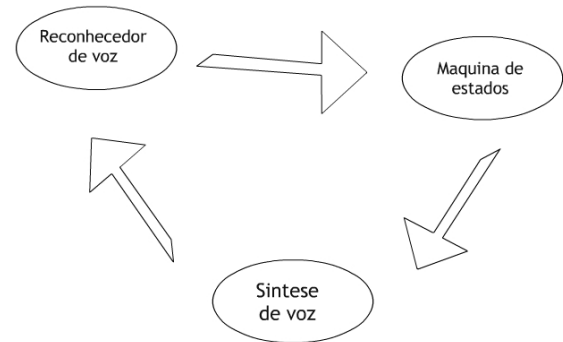 Reconhecedor
de voz
Maquina de
estados
Sintese
de voz